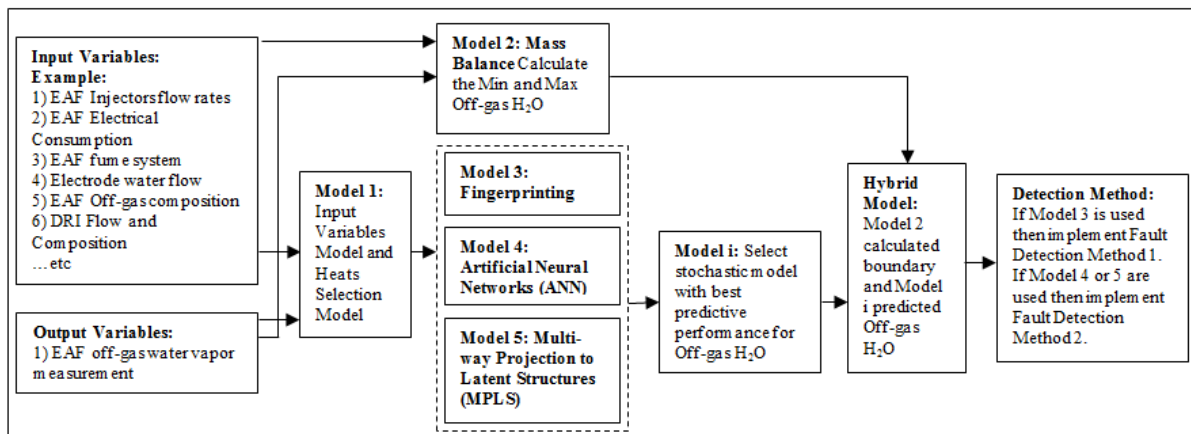 Input Variables:
Example:
1) EAF Injectors flow rates
2) EAF Electrical
Consumption
3) EAF fume system
4) Electrode water flow
5) EAF Off-gas composition
6) DRI Flow and
Composition
... etc
Output Variables:
1) EAF off-gas water vapor
measurement
Model 1:
Input
Variables
Model and
Heats
Selection
Model
Model 2: Mass
Balance Calculate
the Min and Max
Off-gas H₂O
Model 3:
Fingerprinting
Model 4:
Artificial Neural
Networks (ANN)
Model 5: Multi-
way Projection to
Latent Structures
(MPLS)
Model i: Select
stochastic model
with best
predictive
performance for
Off-gas H₂O
Hybrid
Model:
Model 2
calculated
boundary
and Model
i predicted
Off-gas
H₂O
Detection Method:
If Model 3 is used
then implement Fault
Detection Method 1.
If Model 4 or 5 are
used then implement
Fault Detection
Method 2.